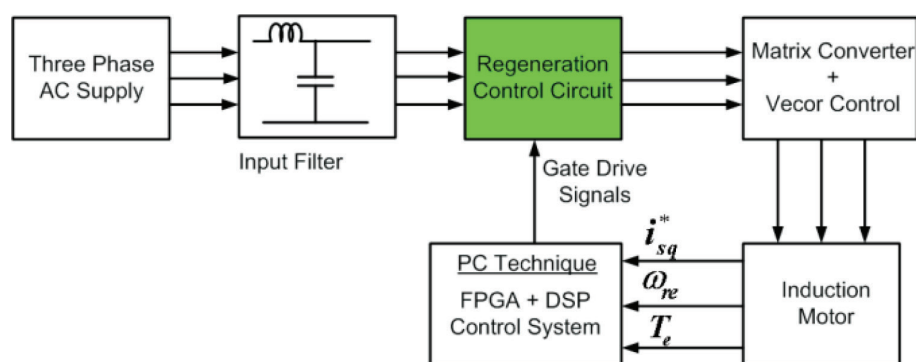 Three Phase
AC Supply
Input Filter
Regeneration
Control Circuit
Matrix Converter
+
Vecor Control
Gate Drive
Signals
PC Technique
FPGA + DSP
Control System
i*sq
ωre
Te
Induction
Motor